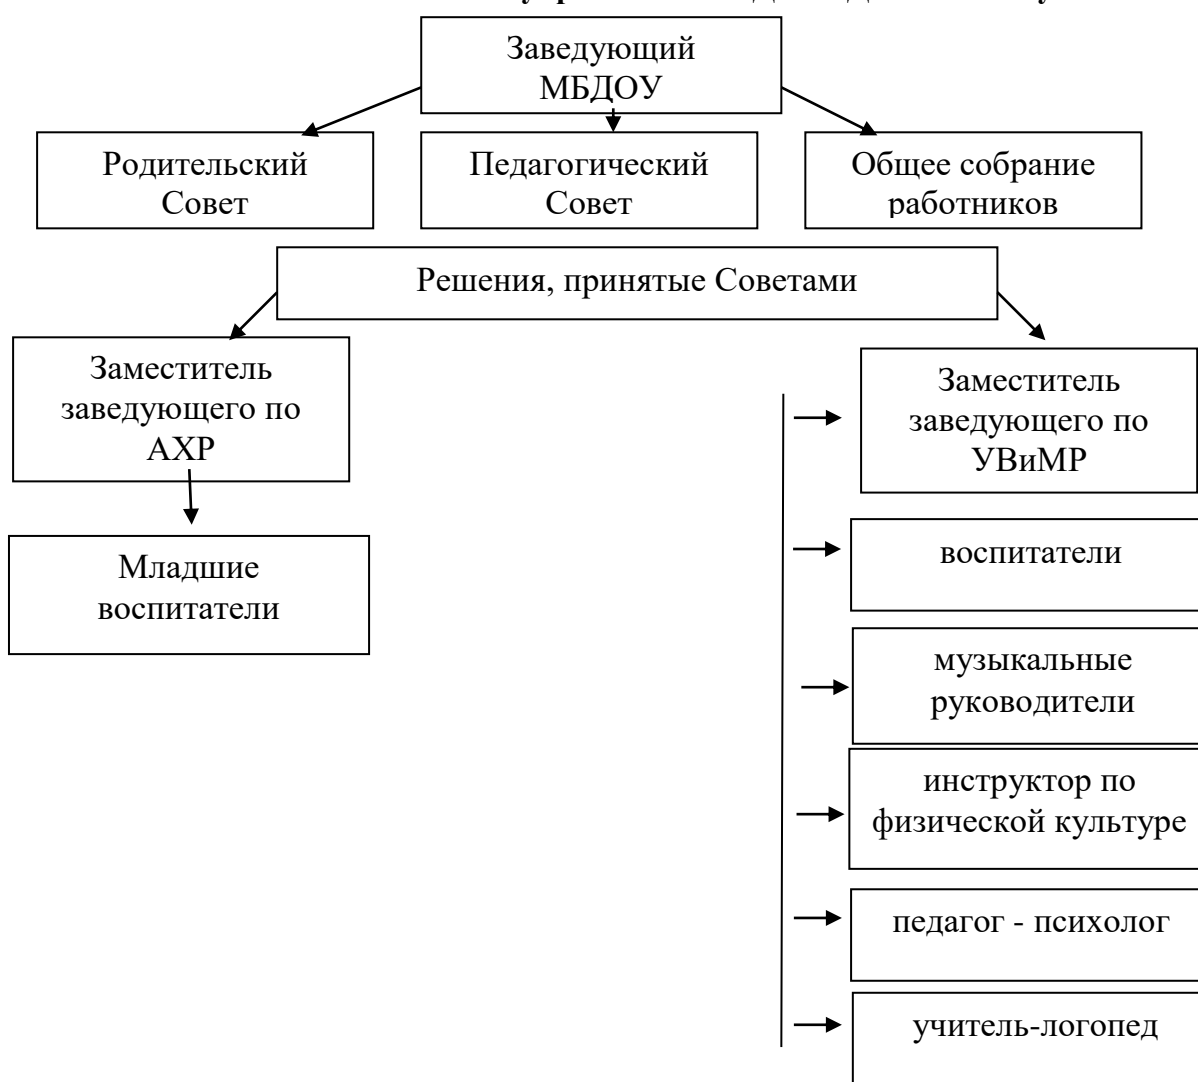 Заведующий
МБДОУ
Родительский
Совет
Педагогический
Совет
Общее собрание
работников
Решения, принятые Советами
Заместитель
заведующего по
АХР
Заместитель
заведующего по
УВиМР
Младшие
воспитатели
воспитатели
музыкальные
руководители
инструктор по
физической культуре
педагог - психолог
учитель-логопед